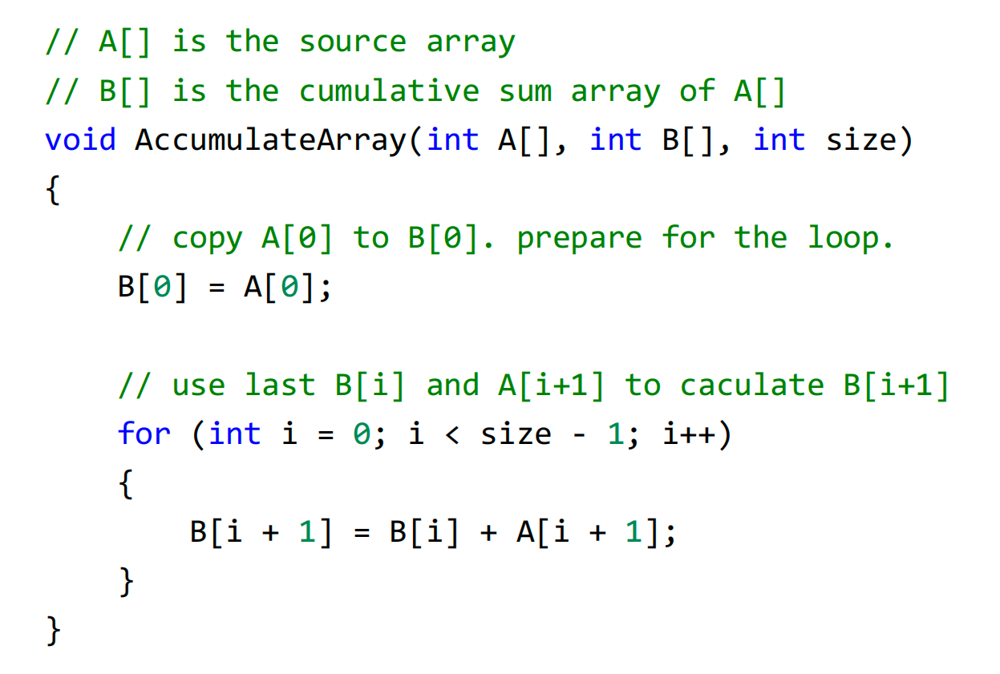 // A[] is the source array
// B[] is the cumulative sum array of A[]
void AccumulateArray(int A[], int B[], int size)
{
    // copy A[0] to B[0]. prepare for the loop.
    B[0] = A[0];

    // use last B[i] and A[i+1] to caculate B[i+1]
    for (int i = 0; i < size - 1; i++)
    {
        B[i + 1] = B[i] + A[i + 1];
    }
}